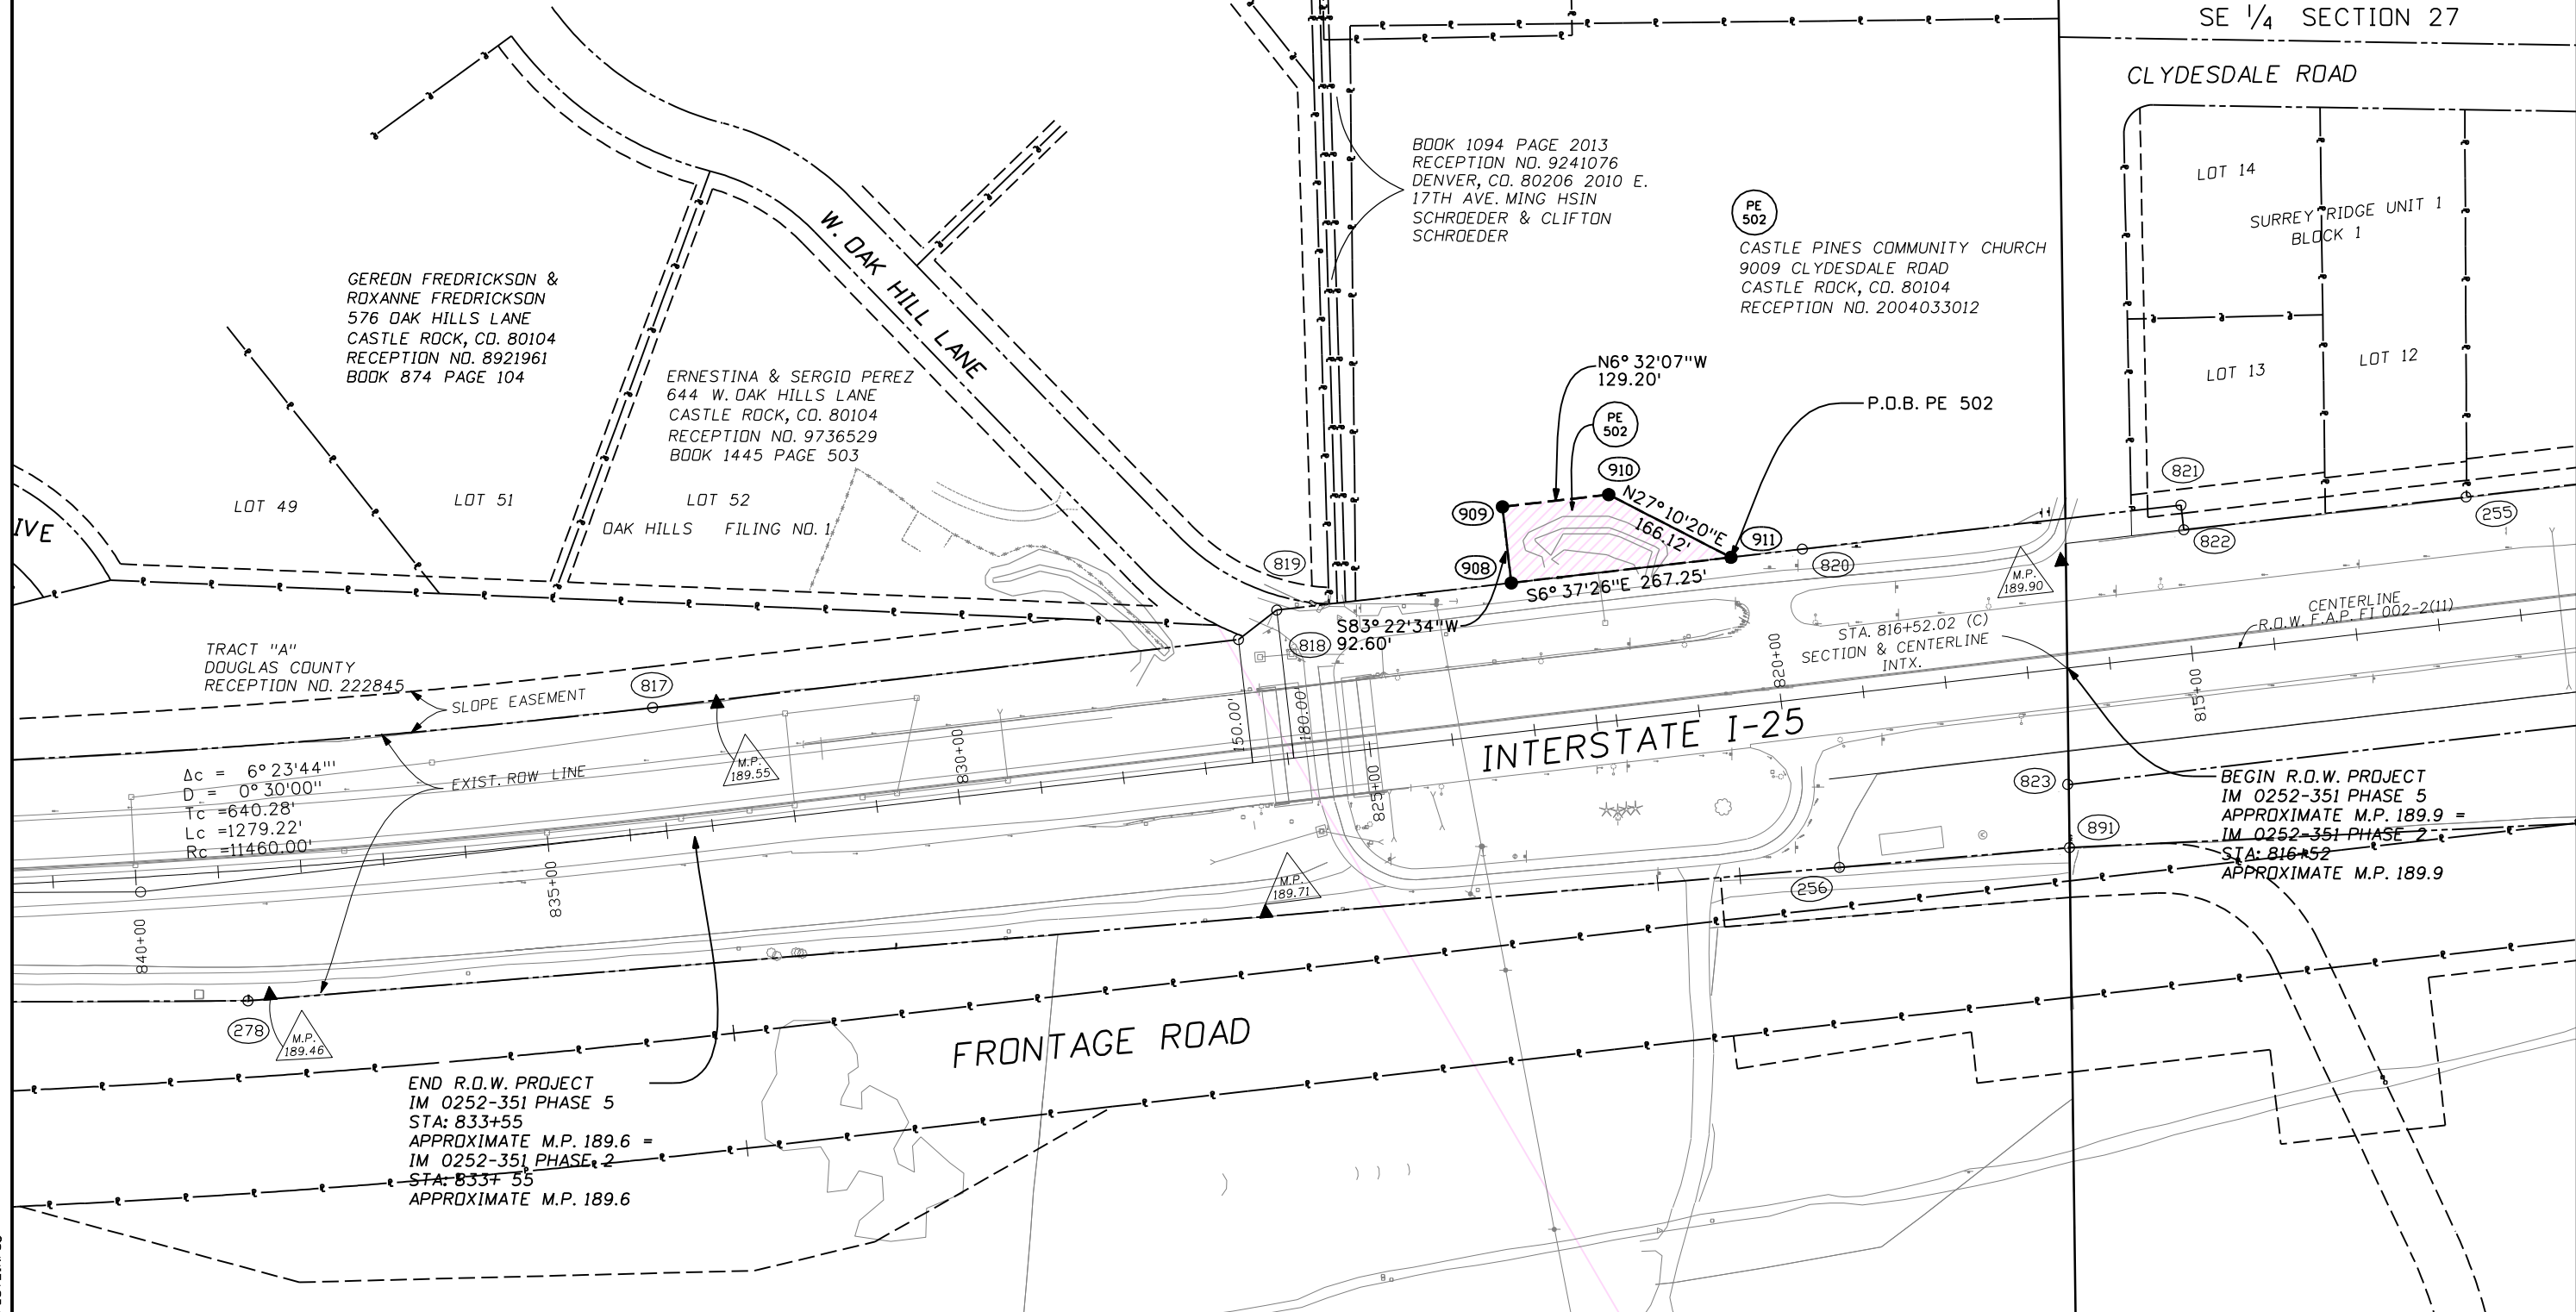 SE 1/4 SECTION 27
CLYDESDALE ROAD
LOT 14
SURREY RIDGE UNIT 1
BLOCK 1
LOT 13
LOT 12
BOOK 1094 PAGE 2013
RECEPTION NO. 9241076
DENVER, CO. 80206 2010 E.
17TH AVE. MING HSIN
SCHROEDER & CLIFTON
SCHROEDER
PE
502
CASTLE PINES COMMUNITY CHURCH
9009 CLYDESDALE ROAD
CASTLE ROCK, CO. 80104
RECEPTION NO. 2004033012
W. OAK HILL LANE
GEREON FREDRICKSON &
ROXANNE FREDRICKSON
576 OAK HILLS LANE
CASTLE ROCK, CO. 80104
RECEPTION NO. 8921961
BOOK 874 PAGE 104
ERNESTINA & SERGIO PEREZ
644 W. OAK HILLS LANE
CASTLE ROCK, CO. 80104
RECEPTION NO. 9736529
BOOK 1445 PAGE 503
N6° 32'07"W
129.20'
PE
502
P.O.B. PE 502
910
909
N27° 10'20"E
166.12'
911
908
S6° 37'26"E 267.25'
S83° 22'34"W
92.60'
821
822
255
820
819
818
LOT 49
LOT 51
LOT 52
OAK HILLS FILING NO. 1
IVE
M.P.
189.90
CENTERLINE
R.O.W. F.A.P. FI 002-2(11)
STA. 816+52.02 (C)
SECTION & CENTERLINE
INTX.
TRACT "A"
DOUGLAS COUNTY
RECEPTION NO. 222845
SLOPE EASEMENT
817
150.00'
180.00'
820+00
815+00
INTERSTATE I-25
825+00
830+00
M.P.
189.55
EXIST. ROW LINE
Δc = 6° 23'44"'
D = 0° 30'00"
Tc =640.28'
Lc =1279.22'
Rc =11460.00'
823
891
BEGIN R.O.W. PROJECT
IM 0252-351 PHASE 5
APPROXIMATE M.P. 189.9 =
IM 0252-351 PHASE 2
STA: 816+52
APPROXIMATE M.P. 189.9
835+00
840+00
M.P.
189.71
256
278
M.P.
189.46
FRONTAGE ROAD
END R.O.W. PROJECT
IM 0252-351 PHASE 5
STA: 833+55
APPROXIMATE M.P. 189.6 =
IM 0252-351 PHASE 2
STA: 833+ 55
APPROXIMATE M.P. 189.6